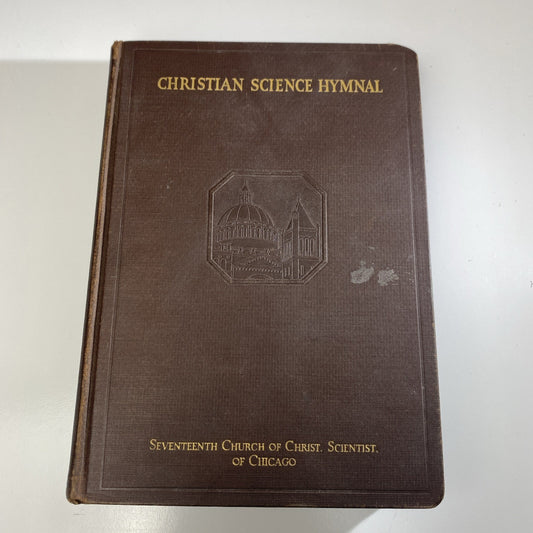 CHRISTIAN SCIENCE HYMNAL
SEVENTEENTH CHURCH OF CHRIST, SCIENTIST,
OF CHICAGO